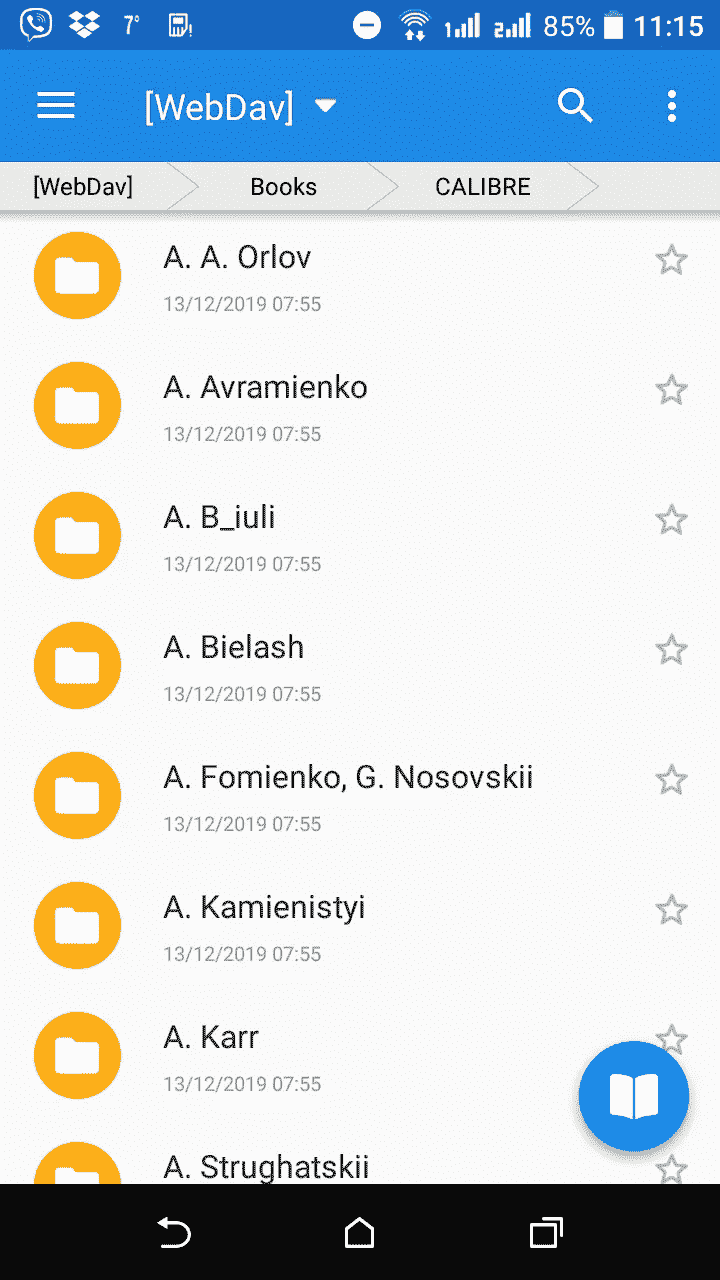 7° 1 2 85% 11:15
[WebDav]
[WebDav] Books CALIBRE
A. A. Orlov
13/12/2019 07:55
A. Avramienko
13/12/2019 07:55
A. B_iuli
13/12/2019 07:55
A. Bielash
13/12/2019 07:55
A. Fomienko, G. Nosovskii
13/12/2019 07:55
A. Kamienistyi
13/12/2019 07:55
A. Karr
13/12/2019 07:55
A. Strughatskii